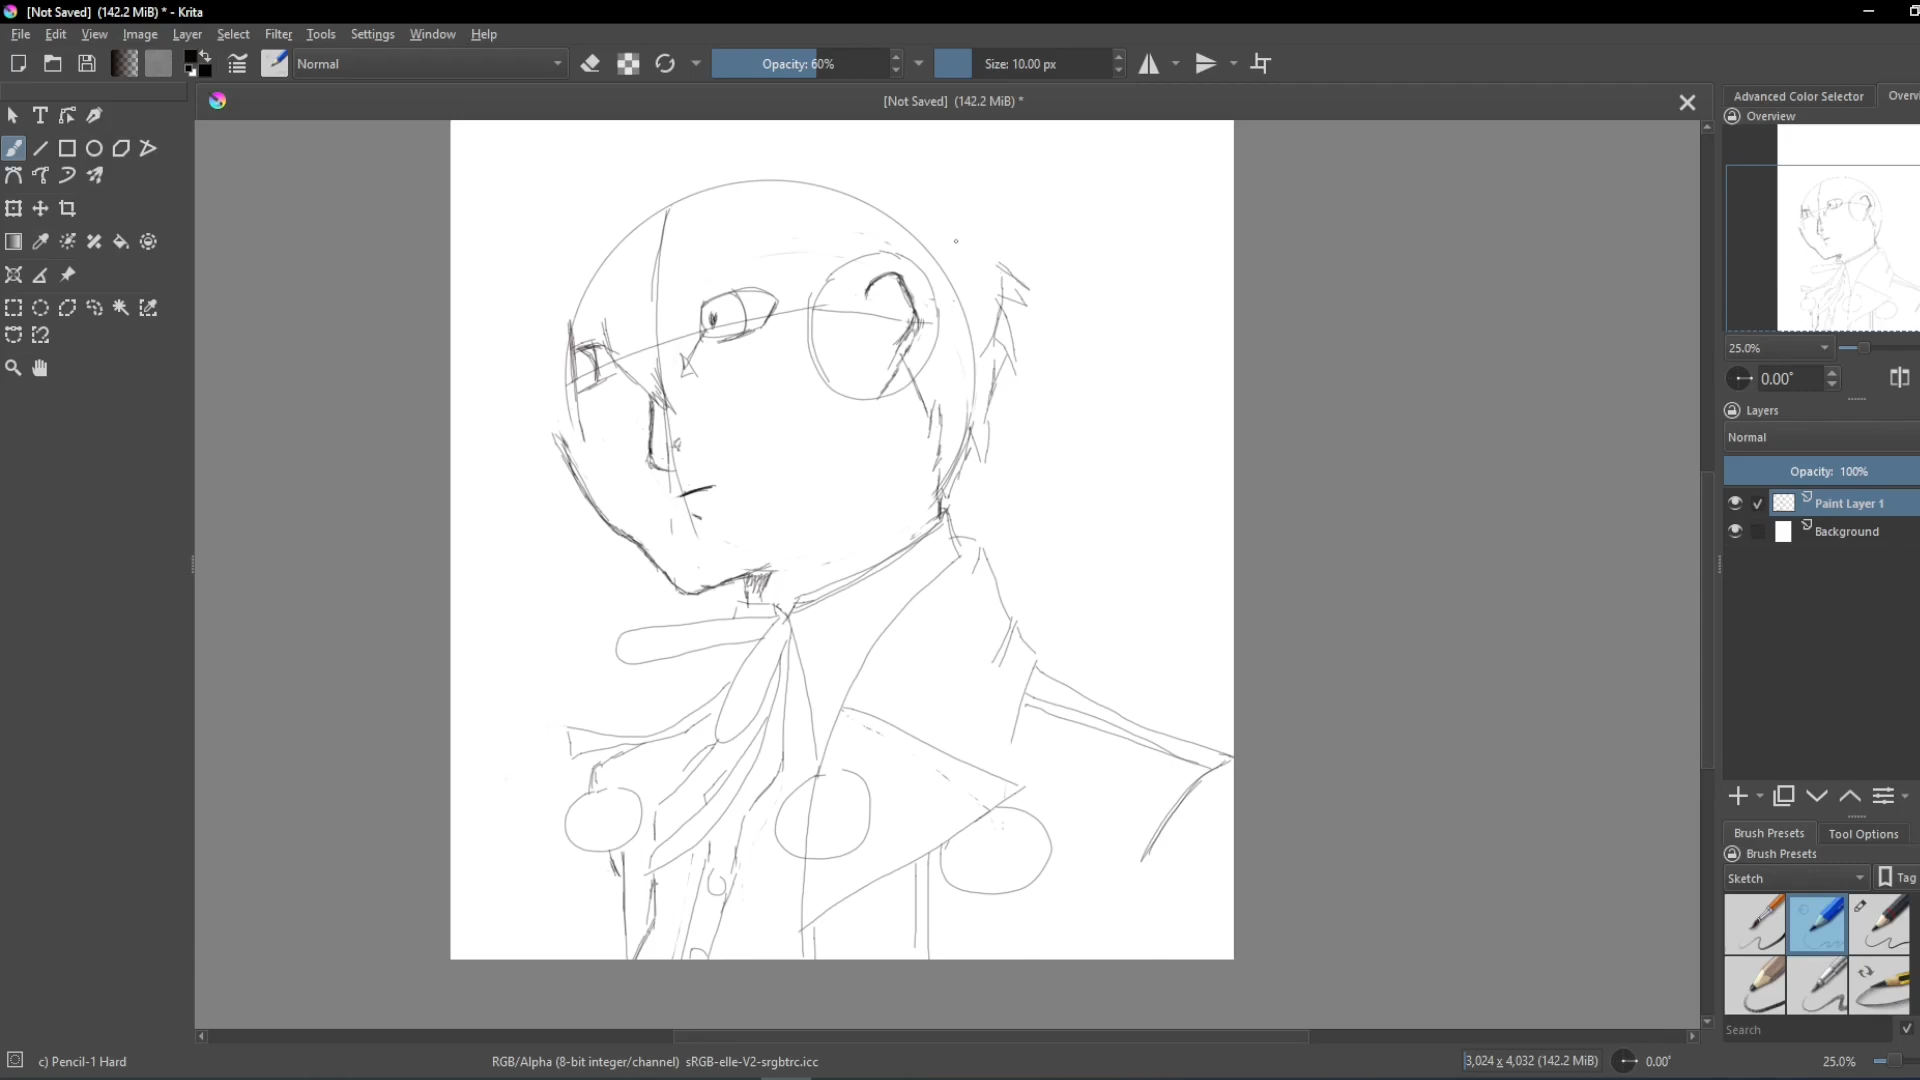 [Not Saved] (142.2 MiB) * - Krita
File Edit View Image Layer Select Filter Tools Settings Window Help
Normal
Opacity: 60%
Size: 10.00 px
[Not Saved] (142.2 MiB) *
Advanced Color Selector
Overvi
Overview
25.0%
0.00°
Layers
Normal
Opacity: 100%
Paint Layer 1
Background
Brush Presets
Tool Options
Brush Presets
Sketch
Tag
Search
c) Pencil-1 Hard
RGB/Alpha (8-bit integer/channel) sRGB-elle-V2-srgbtrc.icc
3,024 x 4,032 (142.2 MiB)
0.00°
25.0%